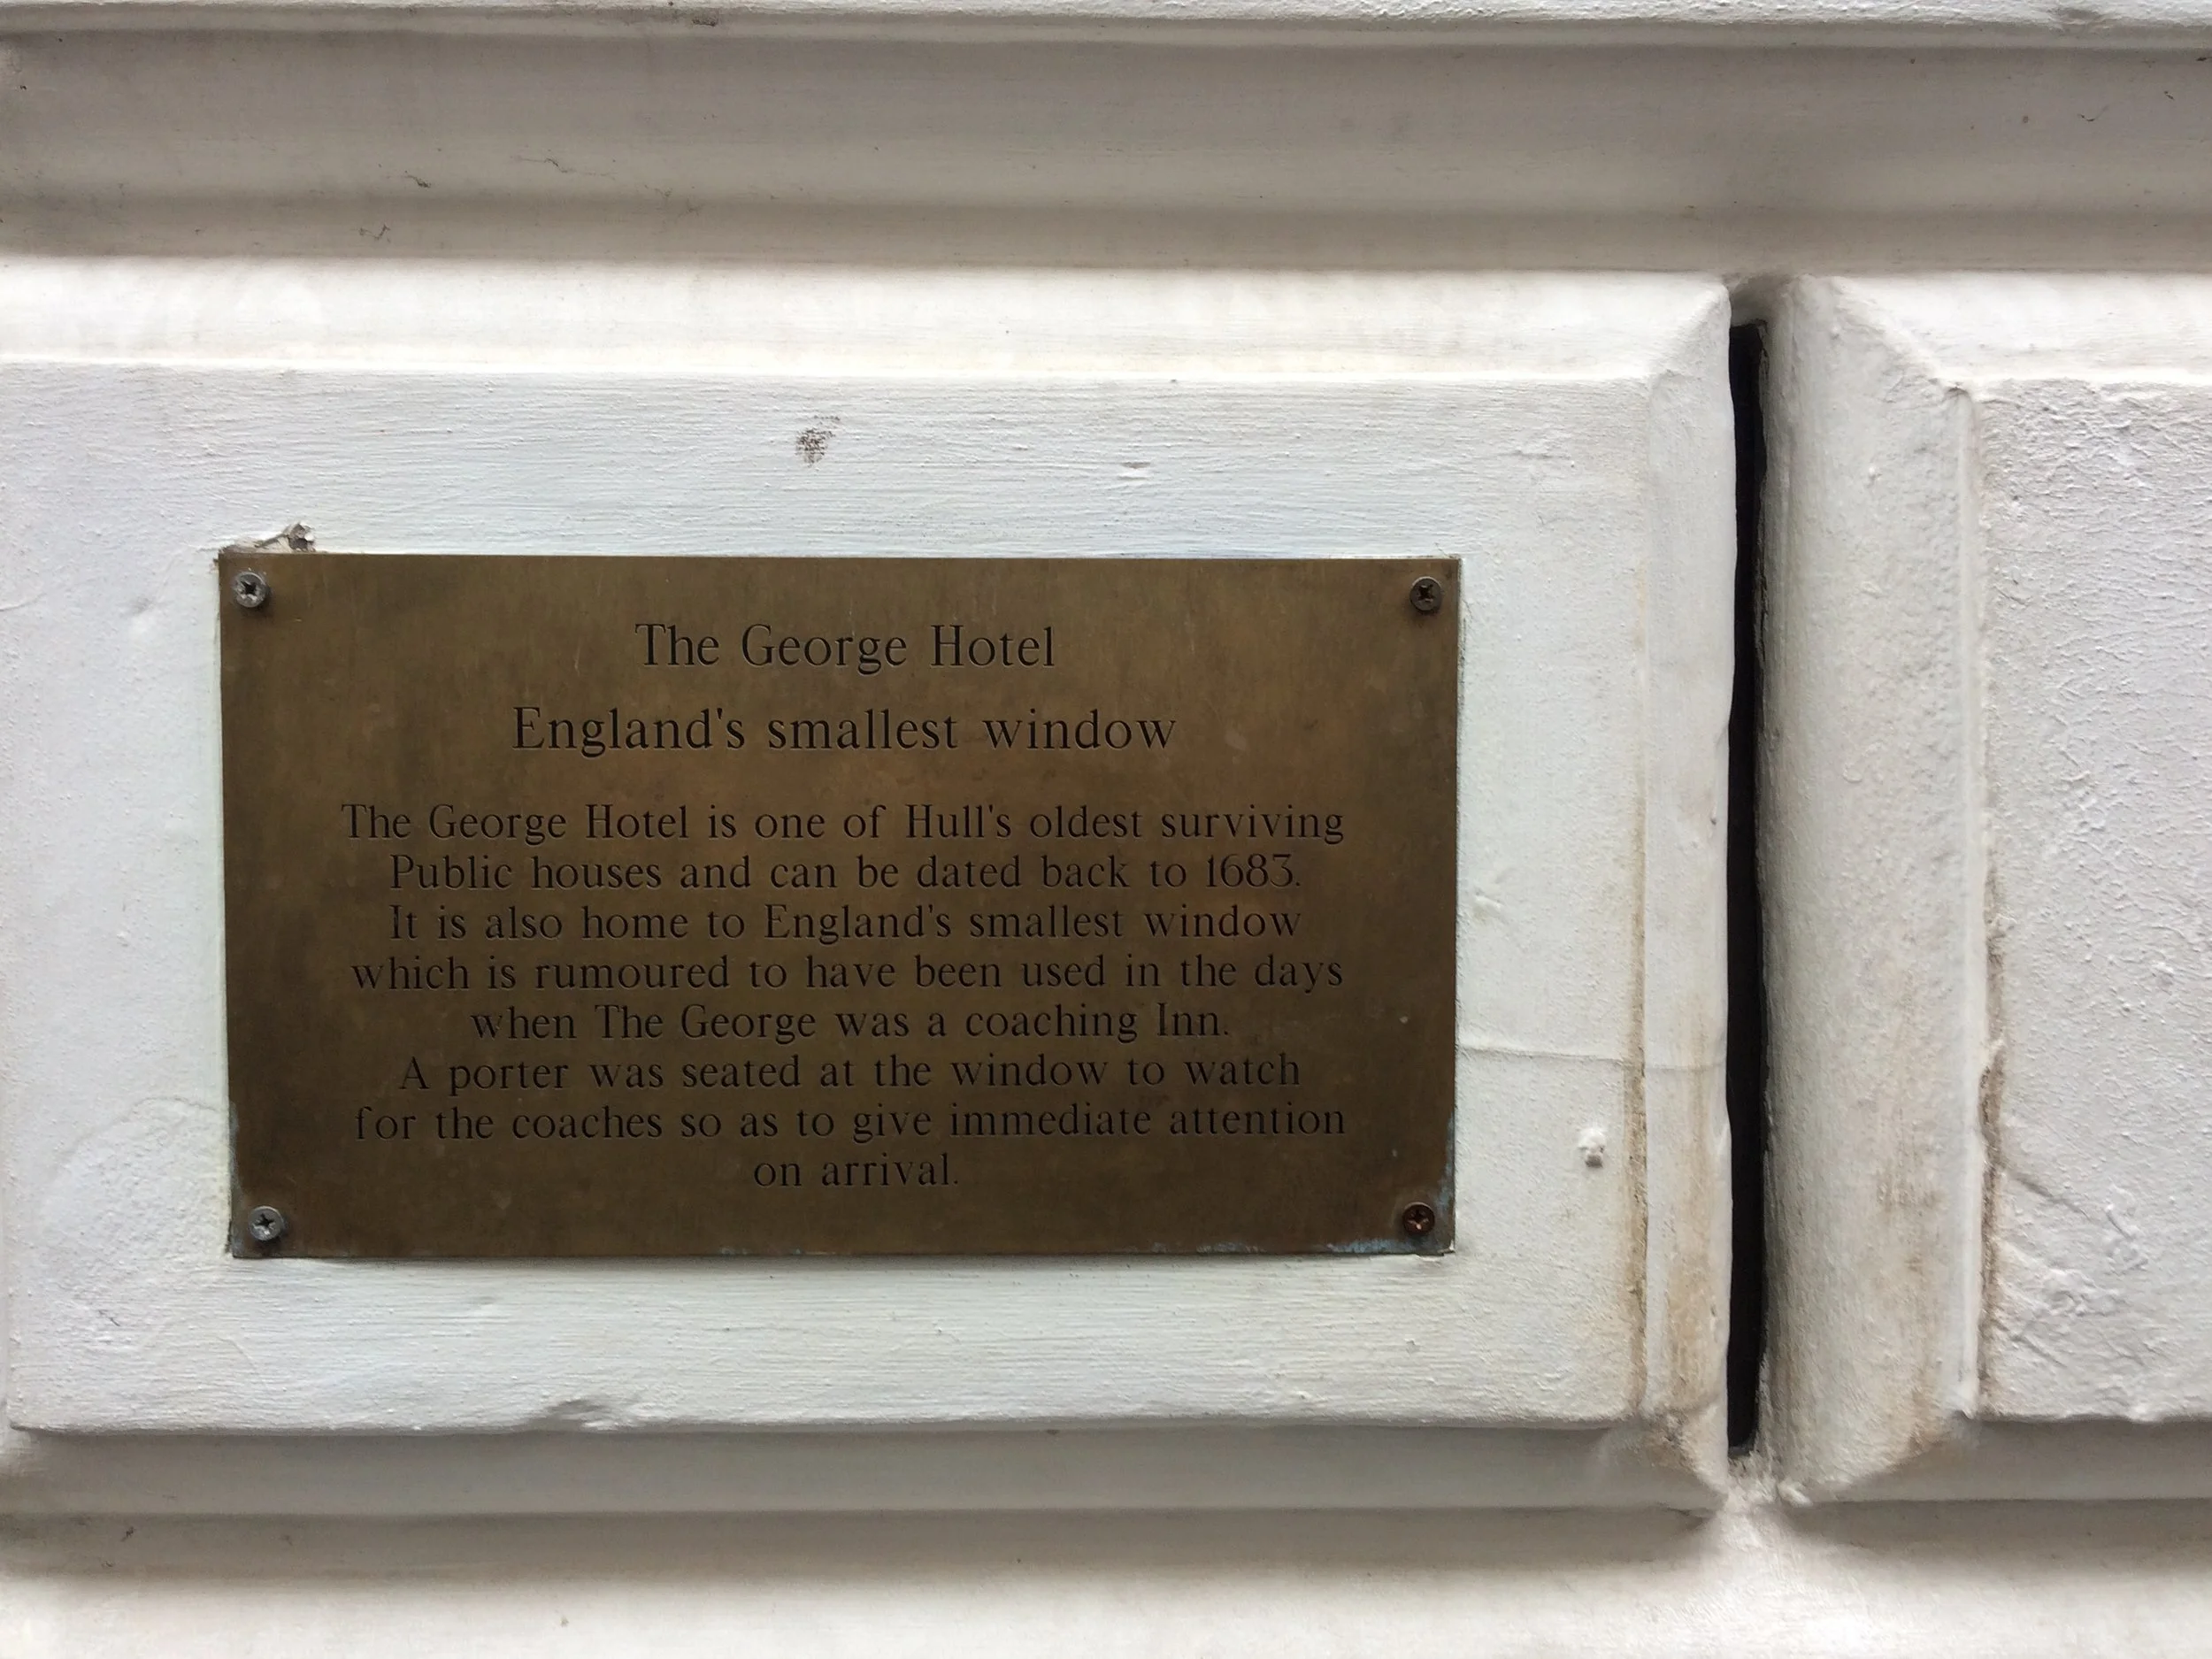 The George Hotel
England's smallest window
The George Hotel is one of Hull's oldest surviving
Public houses and can be dated back to 1683.
It is also home to England's smallest window
which is rumoured to have been used in the days
when The George was a coaching Inn.
A porter was seated at the window to watch
for the coaches so as to give immediate attention
on arrival.